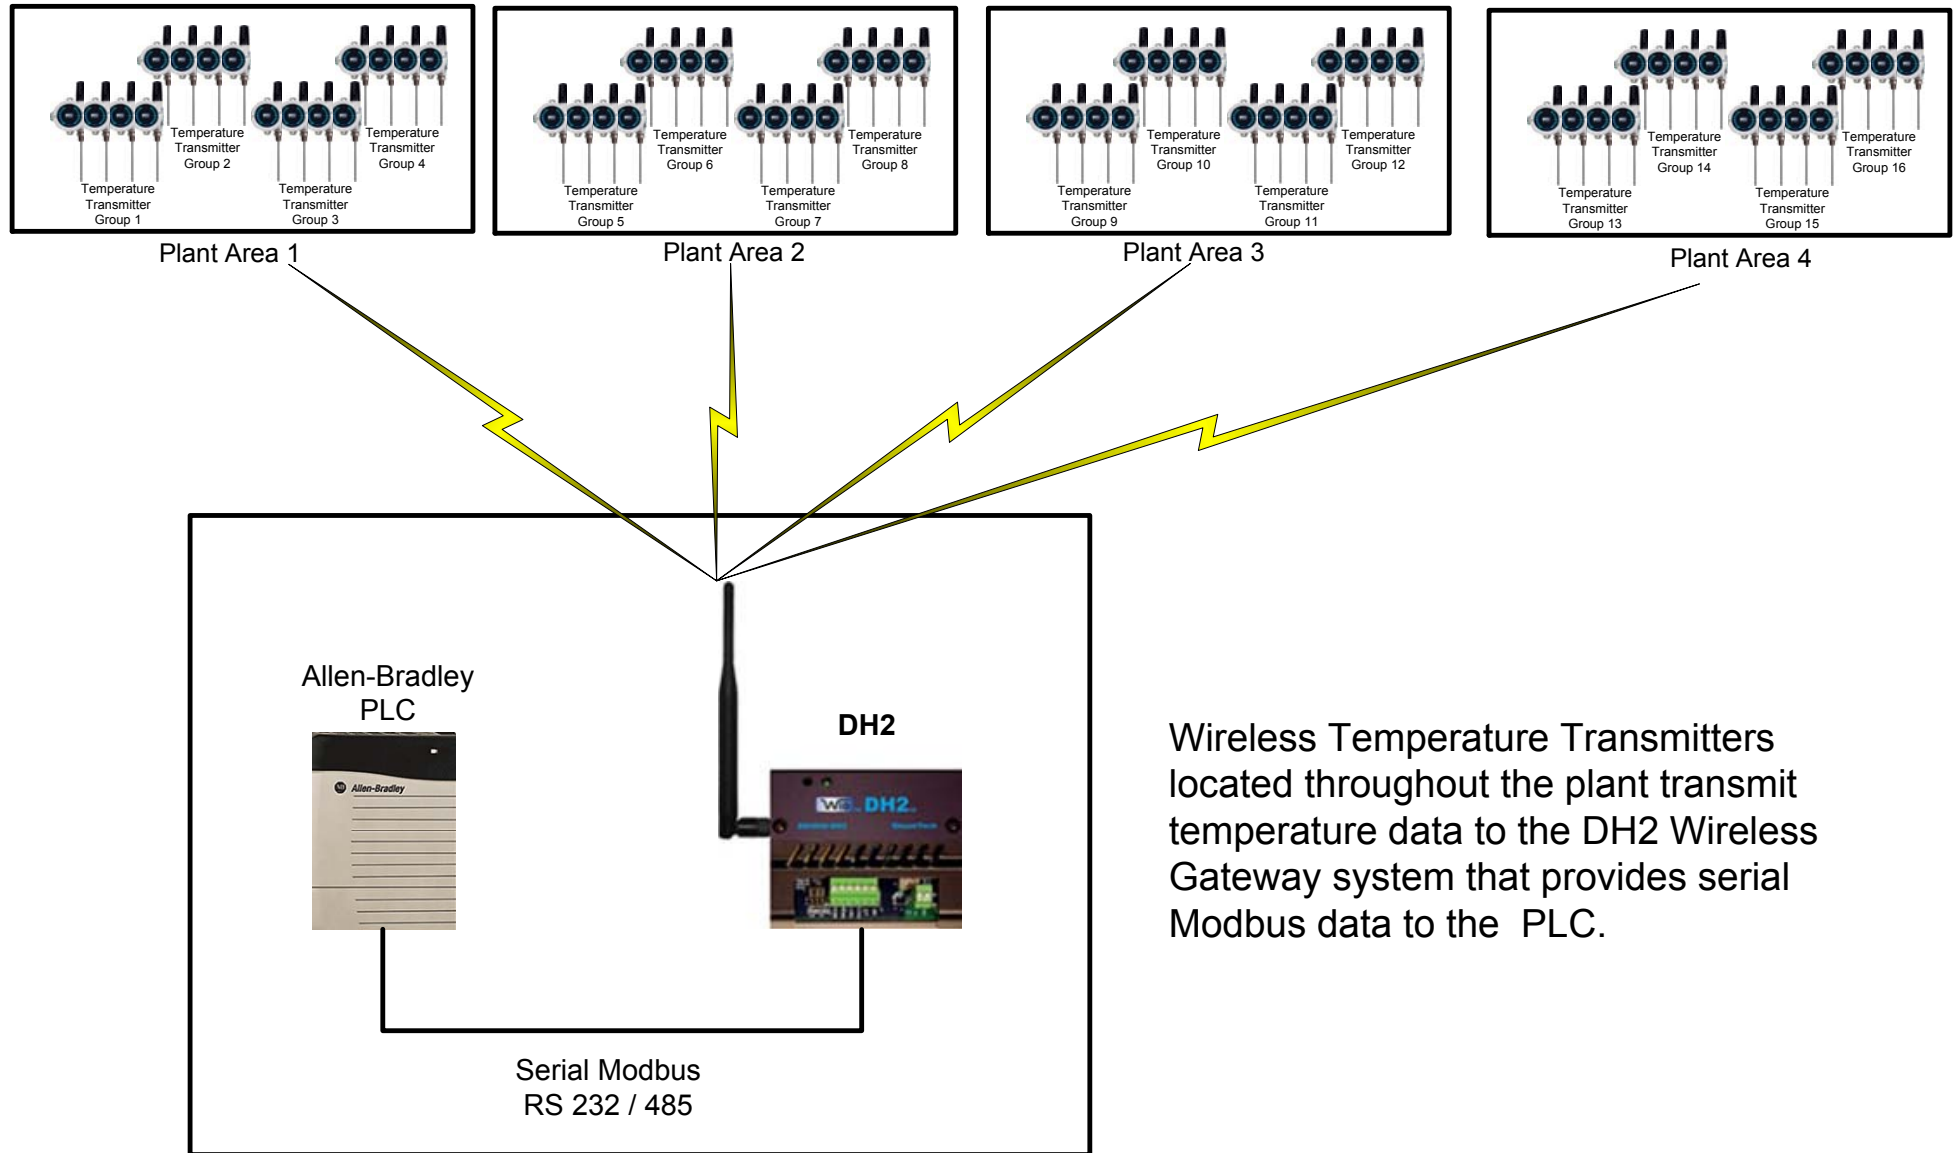 Temperature
Transmitter
Group 1
Temperature
Transmitter
Group 2
Temperature
Transmitter
Group 3
Temperature
Transmitter
Group 4
Plant Area 1
Temperature
Transmitter
Group 5
Temperature
Transmitter
Group 6
Temperature
Transmitter
Group 7
Temperature
Transmitter
Group 8
Plant Area 2
Temperature
Transmitter
Group 9
Temperature
Transmitter
Group 10
Temperature
Transmitter
Group 11
Temperature
Transmitter
Group 12
Plant Area 3
Temperature
Transmitter
Group 13
Temperature
Transmitter
Group 14
Temperature
Transmitter
Group 15
Temperature
Transmitter
Group 16
Plant Area 4
Allen-Bradley
PLC
Allen-Bradley
DH2
DH2
Serial Modbus
RS 232 / 485
Wireless Temperature Transmitters
located throughout the plant transmit
temperature data to the DH2 Wireless
Gateway system that provides serial
Modbus data to the PLC.